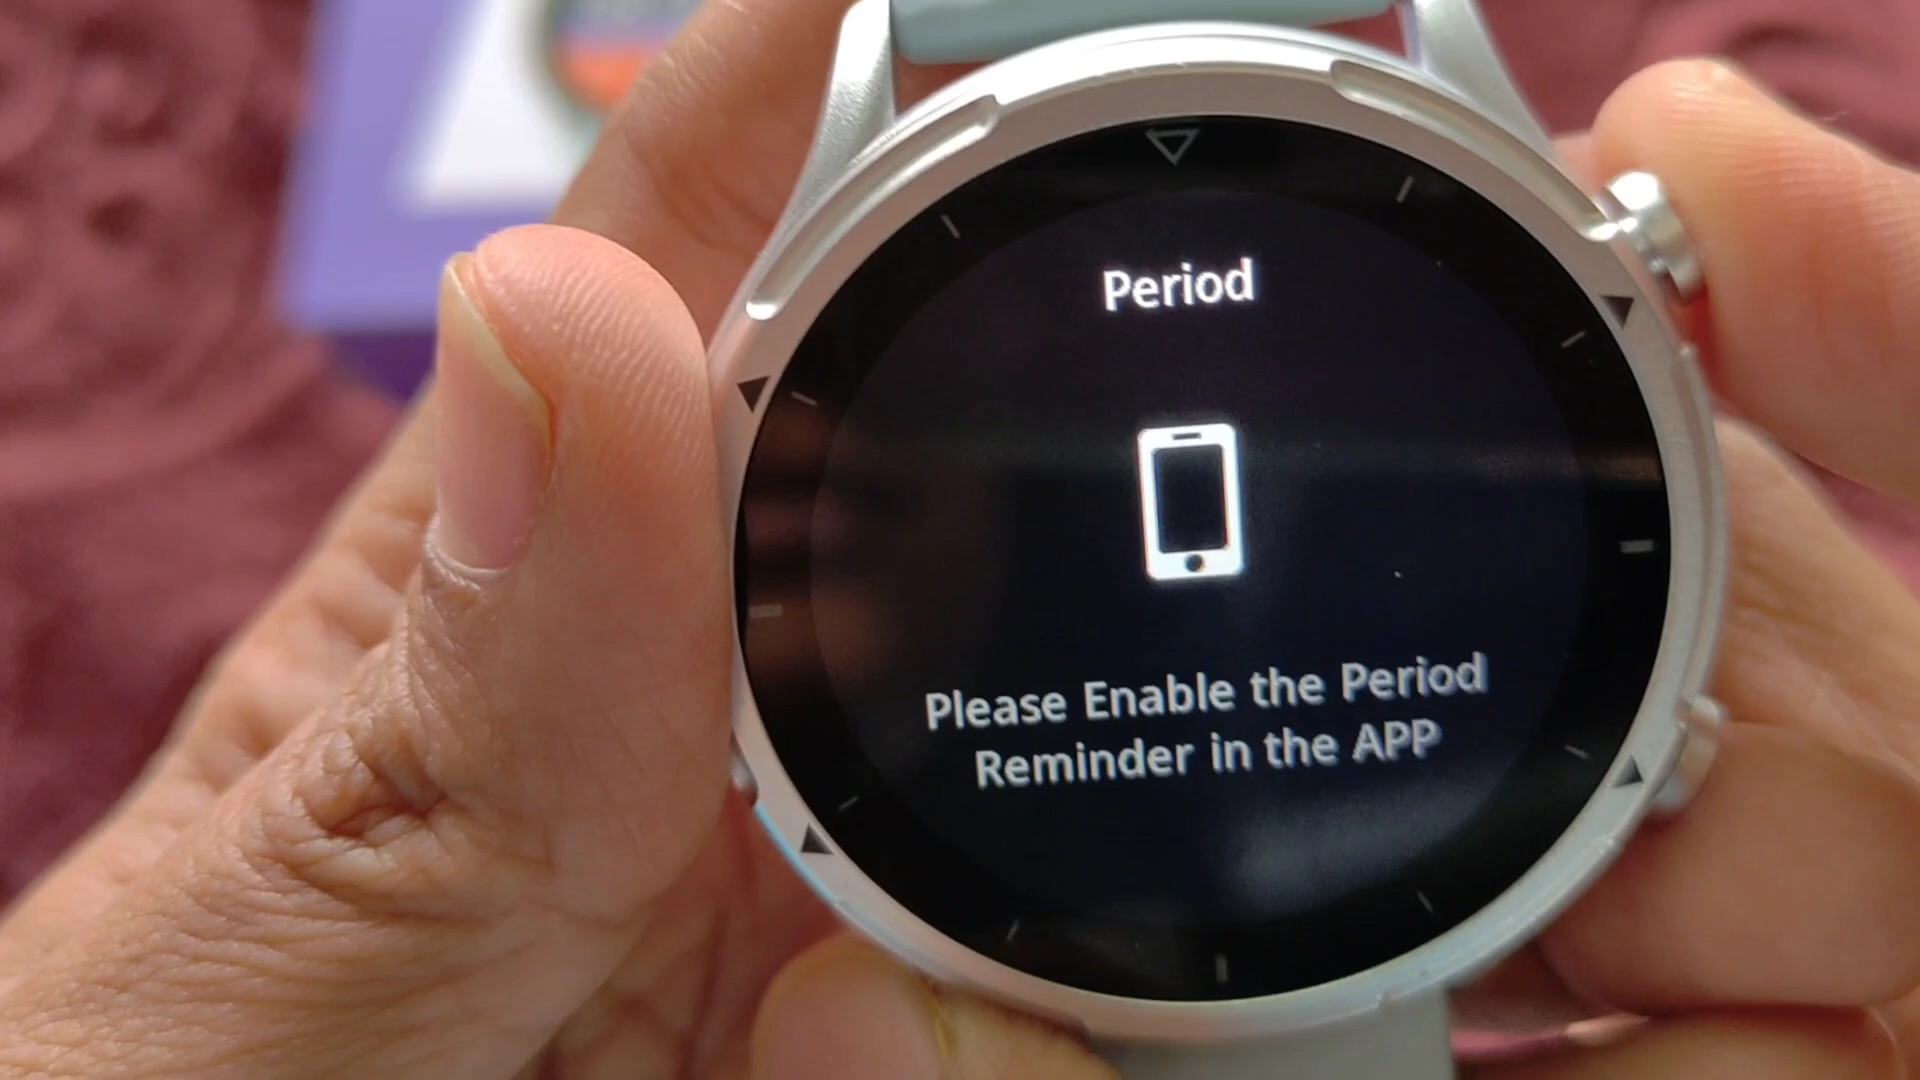 Period
Please Enable the Period
Reminder in the APP